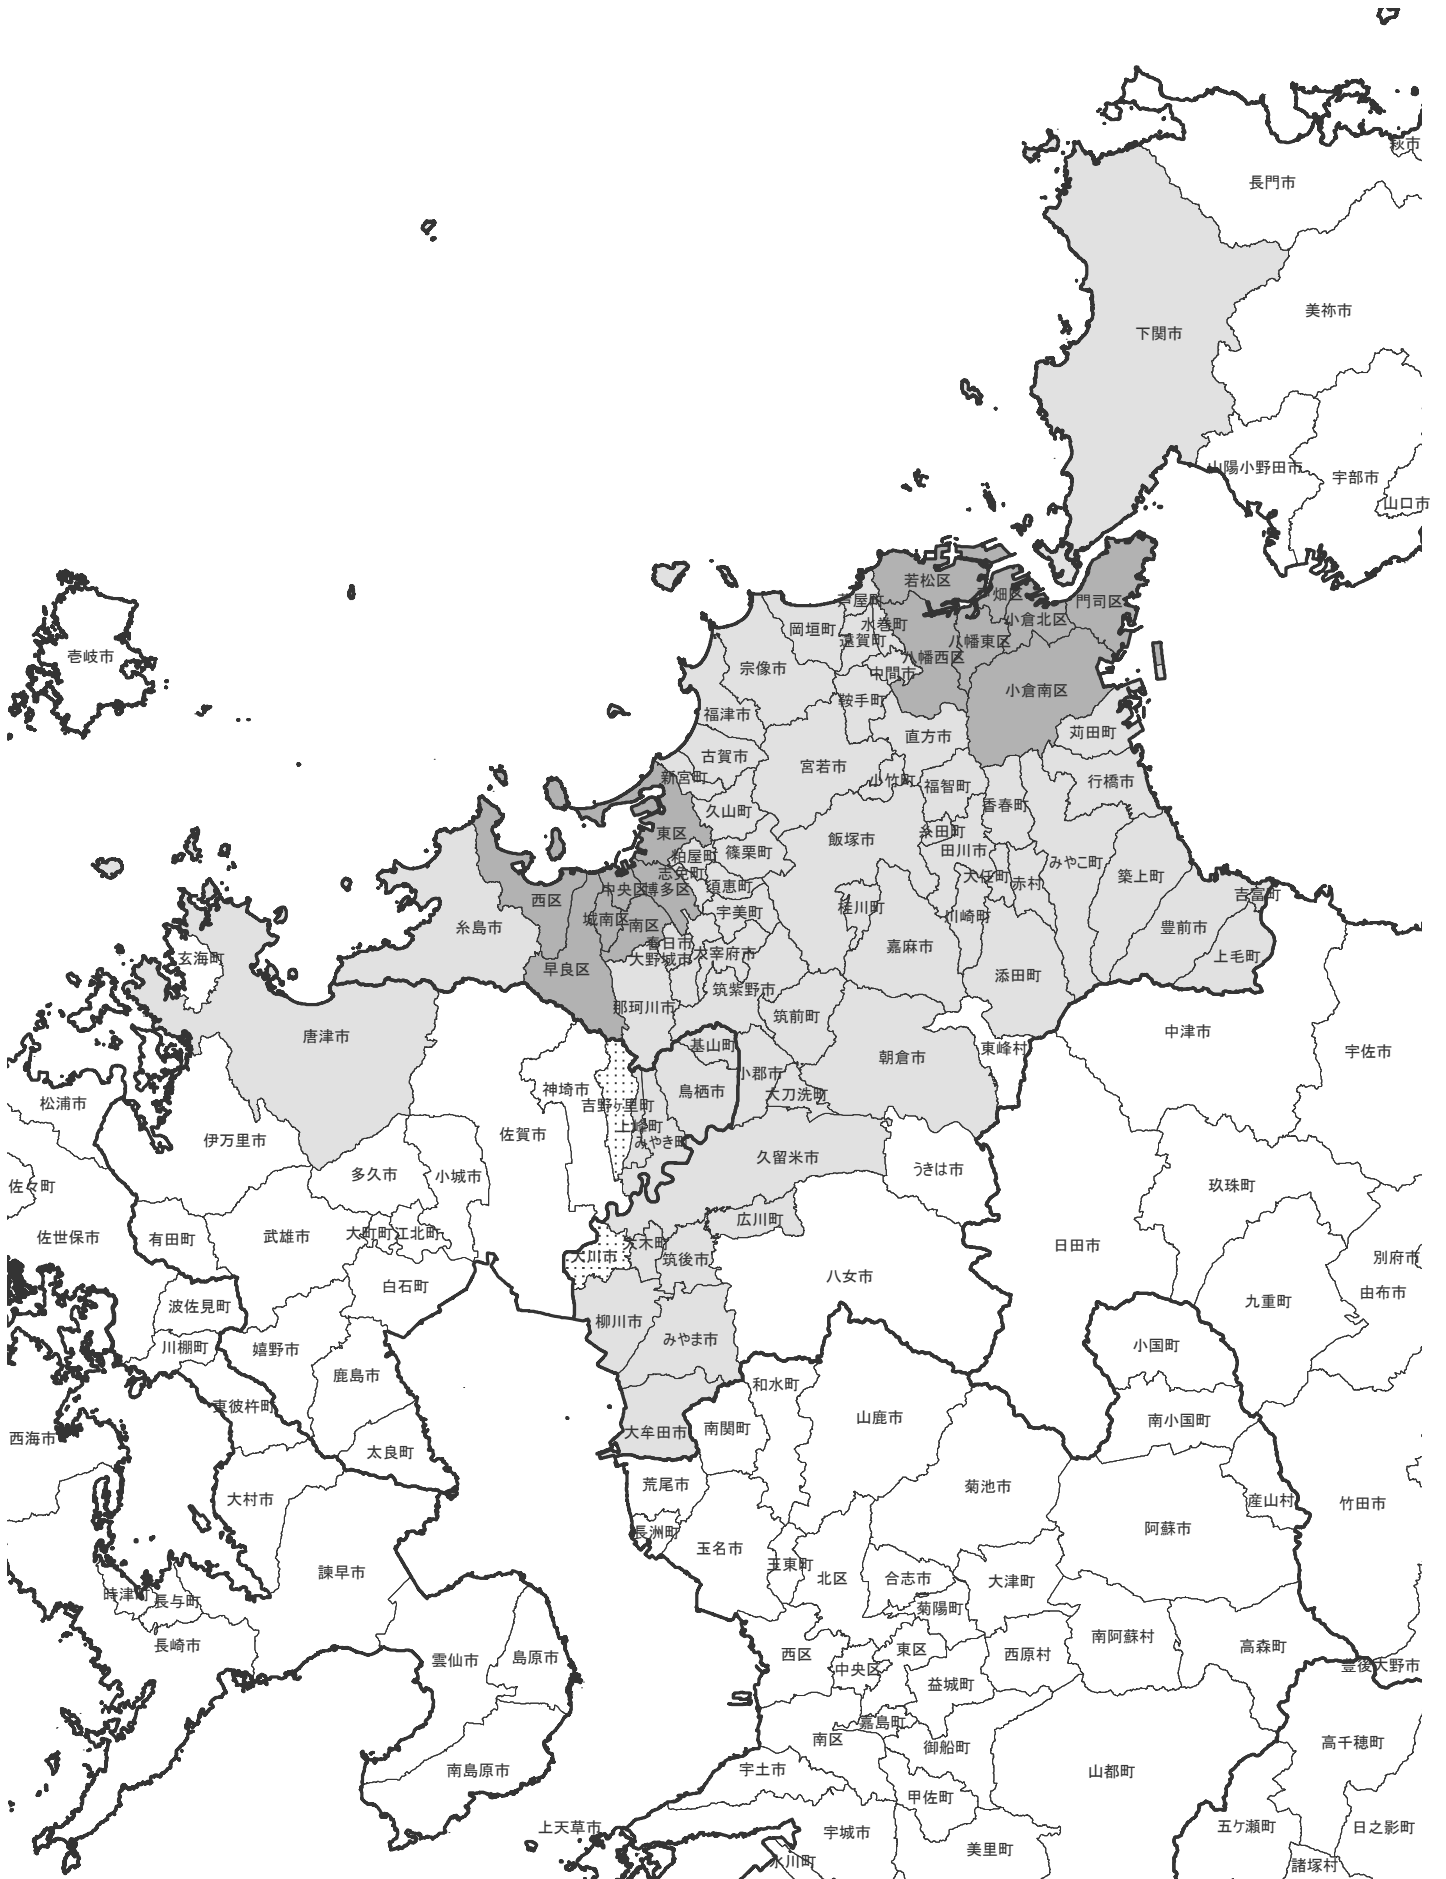 萩市
長門市
美祢市
下関市
山陽小野田市
宇部市
山口市
若松区
畑区
門司区
芦屋町
小倉北区
水巻町
岡垣町
遠賀町
八幡東区
壱岐市
八幡西区
宗像市
中間市
小倉南区
鞍手町
福津市
苅田町
直方市
古賀市
宮若市
新宮町
小竹町
福智町
行橋市
香春町
久山町
東区
糸田町
飯塚市
田川市
篠栗町
粕屋町
みやこ町
志免町
大任町
築上町
赤村
須恵町
中央区
博多区
吉富町
西区
桂川町
宇美町
川崎町
城南区
南区
糸島市
豊前市
春日市
嘉麻市
太宰府市
大野城市
上毛町
玄海町
早良区
添田町
筑紫野市
那珂川市
筑前町
中津市
唐津市
基山町
東峰村
宇佐市
朝倉市
小郡市
神埼市
鳥栖市
大刀洗町
松浦市
吉野ヶ里町
上峰町
佐賀市
伊万里市
みやき町
久留米市
うきは市
多久市
小城市
佐々町
玖珠町
広川町
大町町
江北町
佐世保市
有田町
武雄市
大木町
日田市
大川市
筑後市
別府市
八女市
白石町
由布市
九重町
波佐見町
柳川市
みやま市
川棚町
嬉野市
小国町
鹿島市
和水町
東彼杵町
山鹿市
南小国町
南関町
大牟田市
西海市
太良町
荒尾市
菊池市
大村市
産山村
竹田市
阿蘇市
長洲町
玉名市
玉東町
諫早市
北区
合志市
大津町
時津町
長与町
菊陽町
南阿蘇村
長崎市
東区
高森町
西区
西原村
島原市
雲仙市
中央区
豊後大野市
益城町
嘉島町
南区
高千穂町
御船町
宇土市
南島原市
山都町
甲佐町
上天草市
宇城市
五ケ瀬町
日之影町
美里町
氷川町
諸塚村